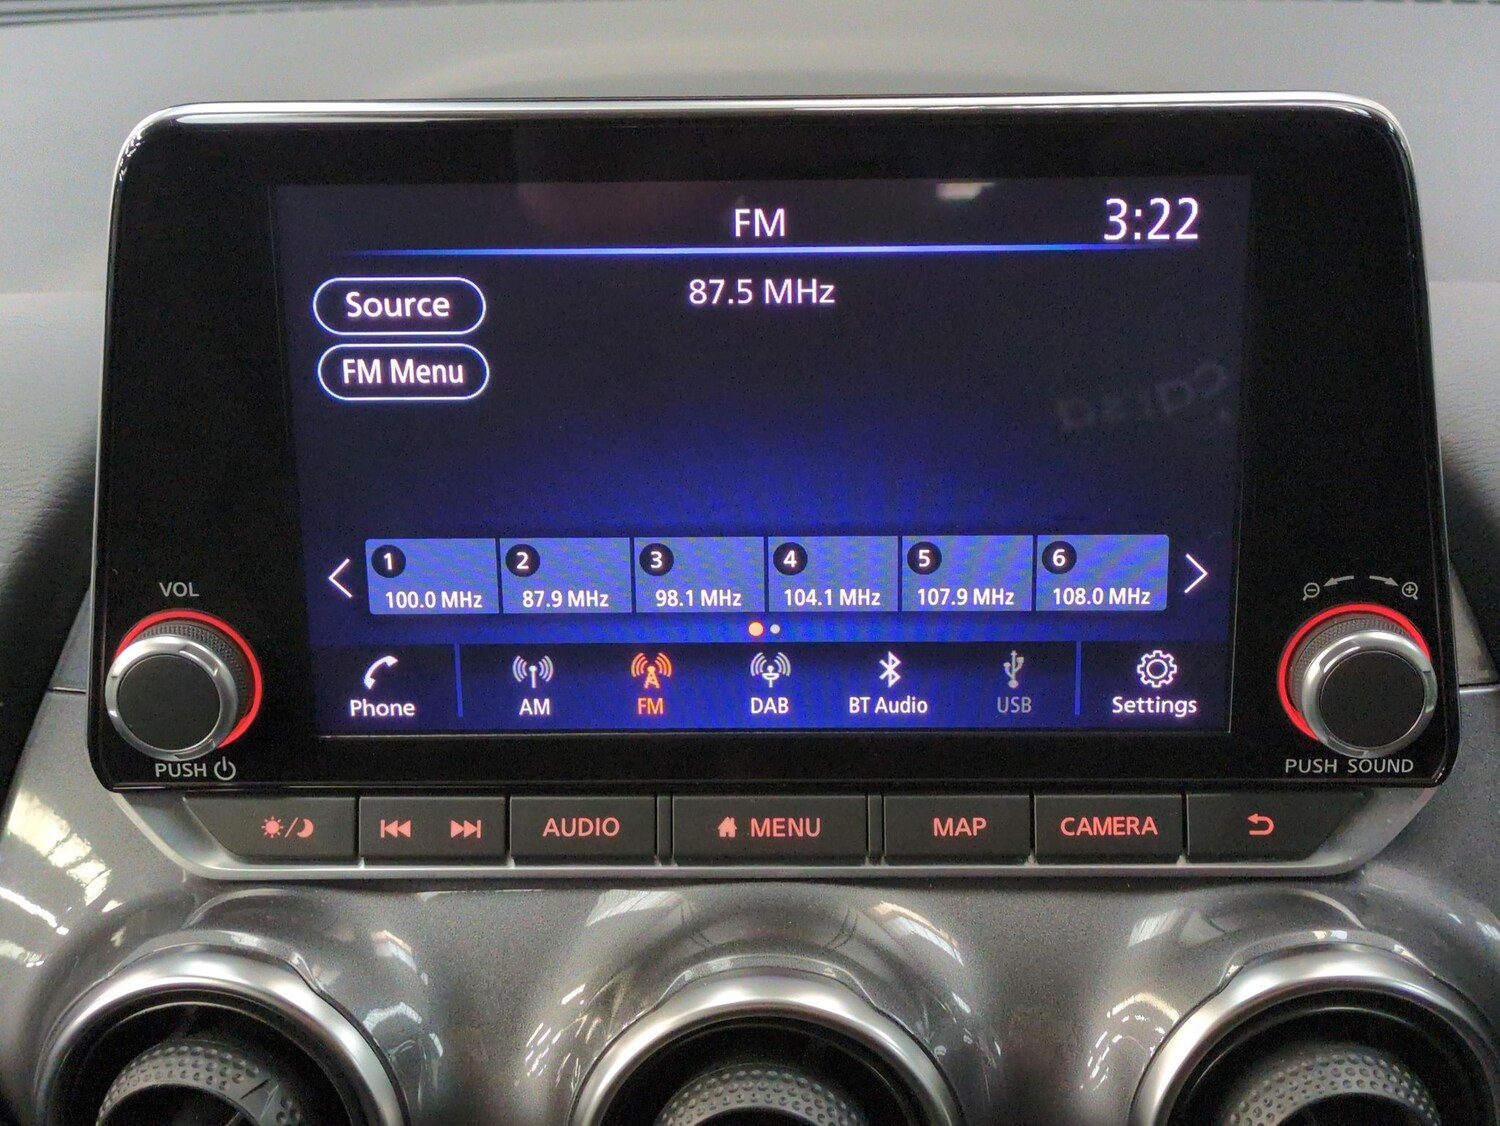 FM
3:22
87.5 MHz
Source
FM Menu
1 2 3 4 5 6
100.0 MHz 87.9 MHz 98.1 MHz 104.1 MHz 107.9 MHz 108.0 MHz
VOL
Phone AM FM DAB BT Audio USB Settings
PUSH
PUSH SOUND
AUDIO MENU MAP CAMERA